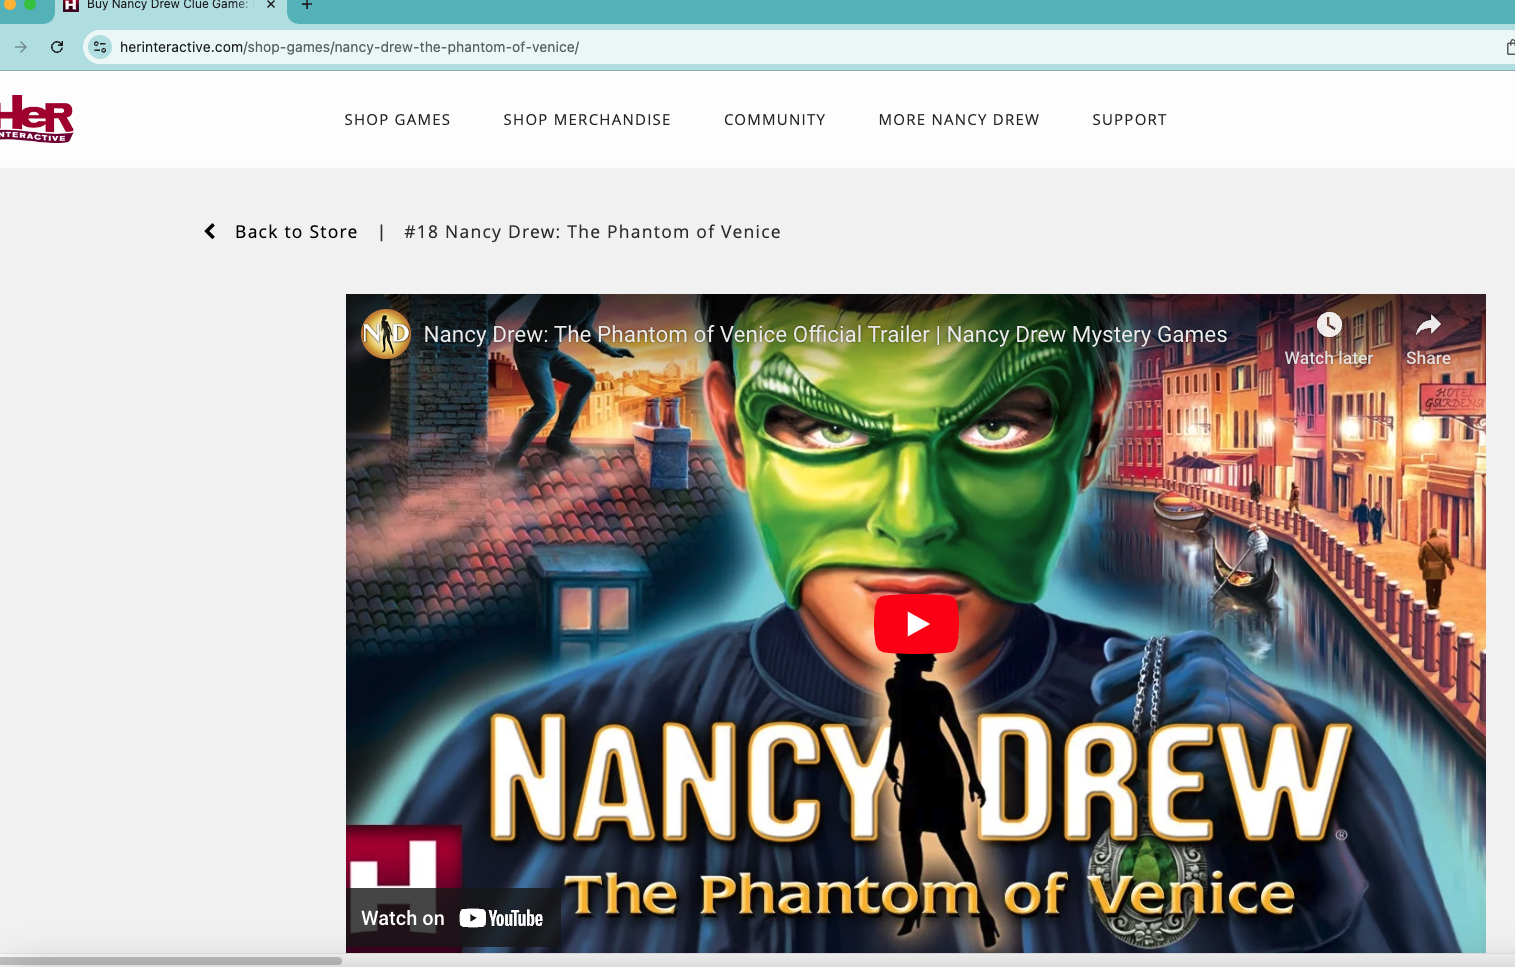 Buy Nancy Drew Clue Game:
herinteractive.com/shop-games/nancy-drew-the-phantom-of-venice/
HeR
INTERACTIVE
SHOP GAMES
SHOP MERCHANDISE
COMMUNITY
MORE NANCY DREW
SUPPORT
Back to Store | #18 Nancy Drew: The Phantom of Venice
ND
Nancy Drew: The Phantom of Venice Official Trailer | Nancy Drew Mystery Games
Watch later
Share
HOTEL
GARDENA
NANCY DREW®
The Phantom of Venice
H
Watch on YouTube